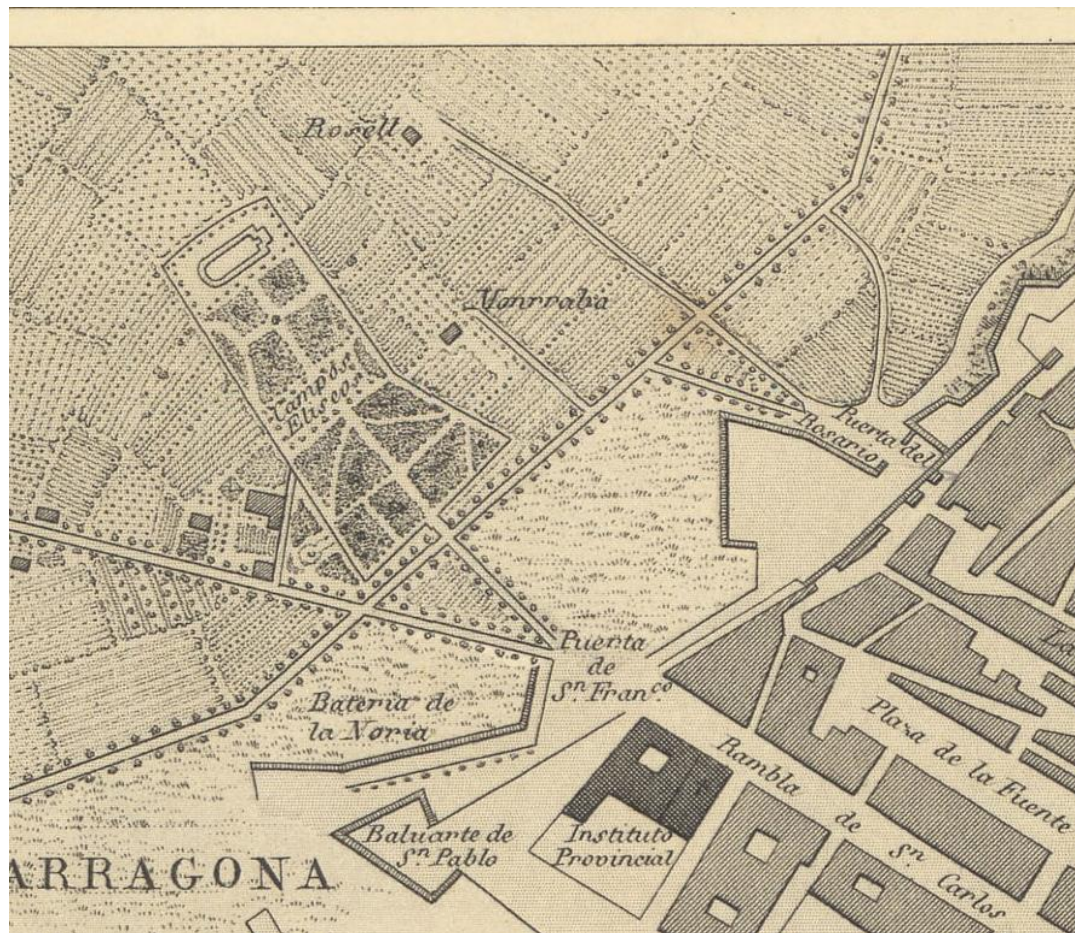 Rosell
Monrraba
Campos
Eliseos
Puerta del
Rosario
Puerta
de
Sn. Franco
Bateria de
la Noria
Rambla
de
Sn.
Carlos
Plaza de la Fuente
La
Instituto
Provincial
Baluarte de
Sn. Pablo
ARRAGONA